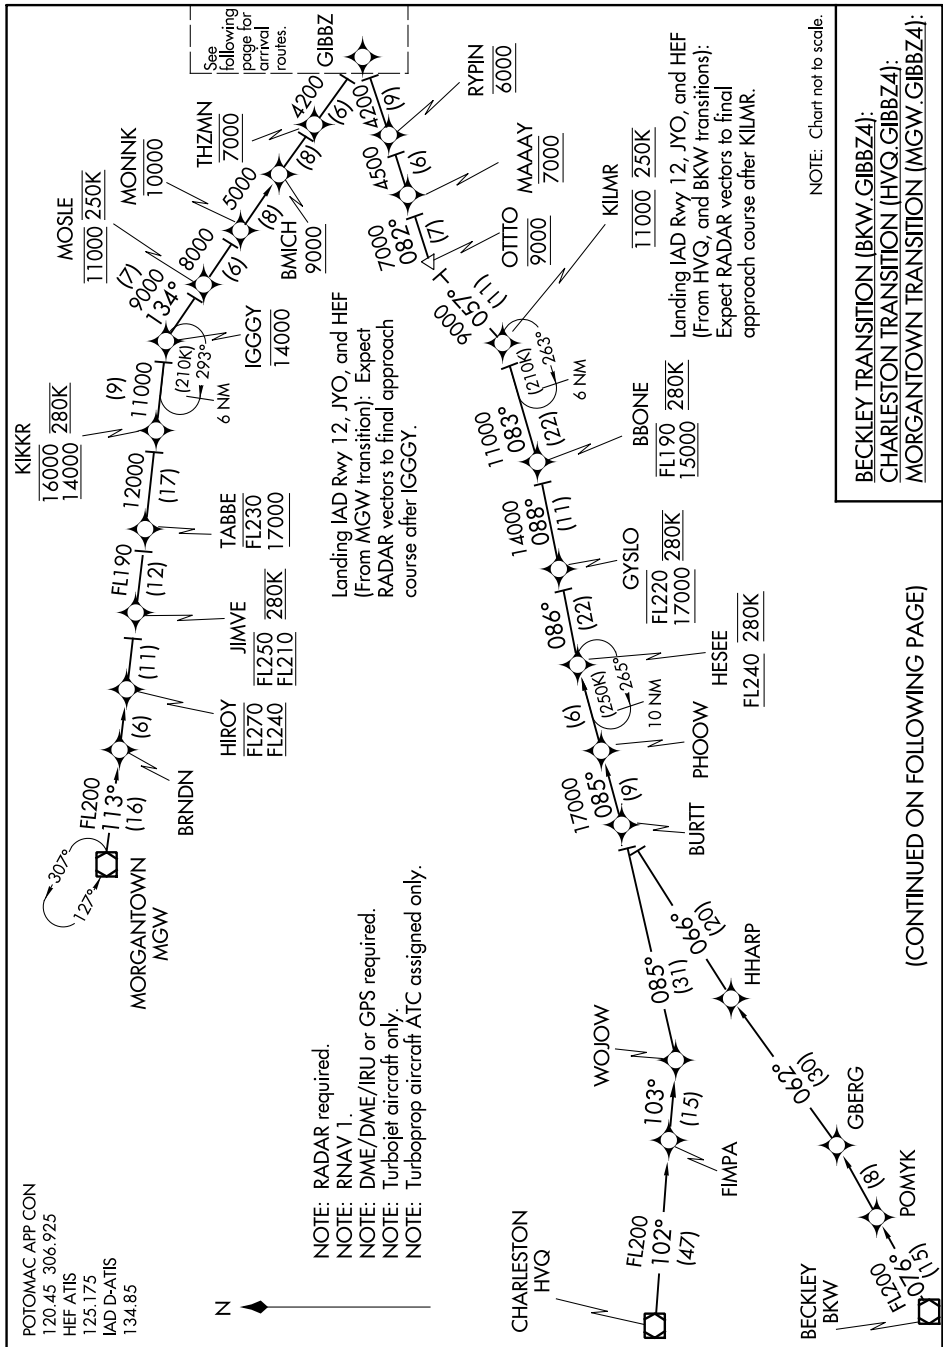 POTOMAC APP CON
120.45 306.925
HEF ATIS
125.175
IAD D-ATIS
134.85
N
NOTE: RADAR required.
NOTE: RNAV 1.
NOTE: DME/DME/IRU or GPS required.
NOTE: Turbojet aircraft only.
NOTE: Turboprop aircraft ATC assigned only.
MORGANTOWN
MGW
307°
127°
FL200
113°
(16)
BRNDN
(6)
HIROY
FL270
FL240
(11)
JIMVE
FL250 280K
FL210
FL190
(12)
TABBE
FL230
17000
12000
(17)
KIKKR
16000 280K
14000
11000
(9)
(210K)
293°
6 NM
IGGGY
14000
(7)
9000
134°
MOSLE
11000 250K
8000
(6)
MONNK
10000
5000
(8)
BMICH
9000
(8)
THZMN
7000
4200
(6)
GIBBZ
See
following
page for
arrival
routes.
Landing IAD Rwy 12, JYO, and HEF
(From MGW transition): Expect
RADAR vectors to final approach
course after IGGGY.
CHARLESTON
HVQ
FL200
102°
(47)
FIMPA
103°
(15)
WOJOW
085°
(31)
BECKLEY
BKW
FL200
079°
(15)
POMYK
(8)
GBERG
062°
(30)
HHARP
066°
(20)
BURTT
17000
085°
(9)
PHOOW
(6)
(250K)
265°
10 NM
HESEE
FL240 280K
086°
(22)
GYSLO
FL220 280K
17000
14000
088°
(11)
BBONE
FL190 280K
15000
11000
083°
(22)
(210K)
263°
6 NM
KILMR
11000 250K
9000
057°
(11)
OTTTO
9000
7000
082°
(7)
MAAAY
7000
4500
(6)
RYPIN
6000
4200
(9)
Landing IAD Rwy 12, JYO, and HEF
(From HVQ, and BKW transitions):
Expect RADAR vectors to final
approach course after KILMR.
NOTE: Chart not to scale.
BECKLEY TRANSITION (BKW.GIBBZ4):
CHARLESTON TRANSITION (HVQ.GIBBZ4):
MORGANTOWN TRANSITION (MGW.GIBBZ4):
(CONTINUED ON FOLLOWING PAGE)